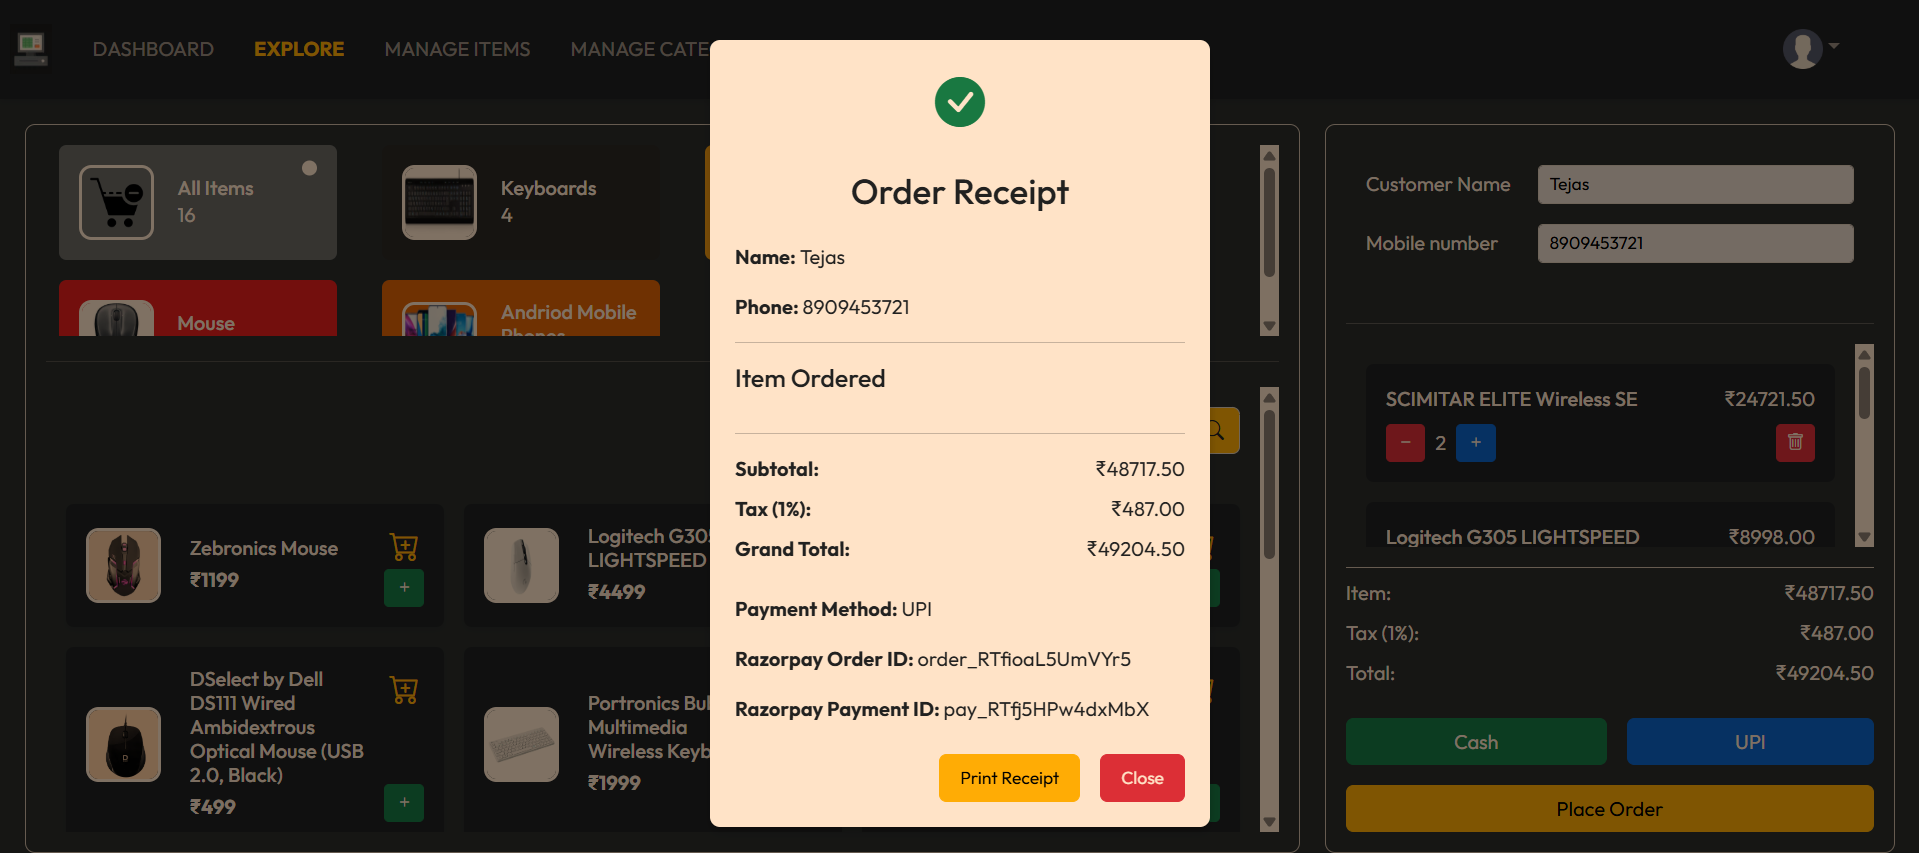 DASHBOARD
EXPLORE
MANAGE ITEMS
MANAGE CATE
All Items
16
Keyboards
4
Mouse
Andriod Mobile
Phones
Zebronics Mouse
₹1199
+
Logitech G30
LIGHTSPEED
₹4499
DSelect by Dell
DS111 Wired
Ambidextrous
Optical Mouse (USB
2.0, Black)
₹499
+
Portronics Bul
Multimedia
Wireless Keyb
₹1999
Order Receipt
Name: Tejas
Phone: 8909453721
Item Ordered
Subtotal: ₹48717.50
Tax (1%): ₹487.00
Grand Total: ₹49204.50
Payment Method: UPI
Razorpay Order ID: order_RTfioaL5UmVYr5
Razorpay Payment ID: pay_RTfj5HPw4dxMbX
Print Receipt
Close
Customer Name Tejas
Mobile number 8909453721
SCIMITAR ELITE Wireless SE ₹24721.50
- 2 +
Logitech G305 LIGHTSPEED ₹8998.00
Item: ₹48717.50
Tax (1%): ₹487.00
Total: ₹49204.50
Cash
UPI
Place Order